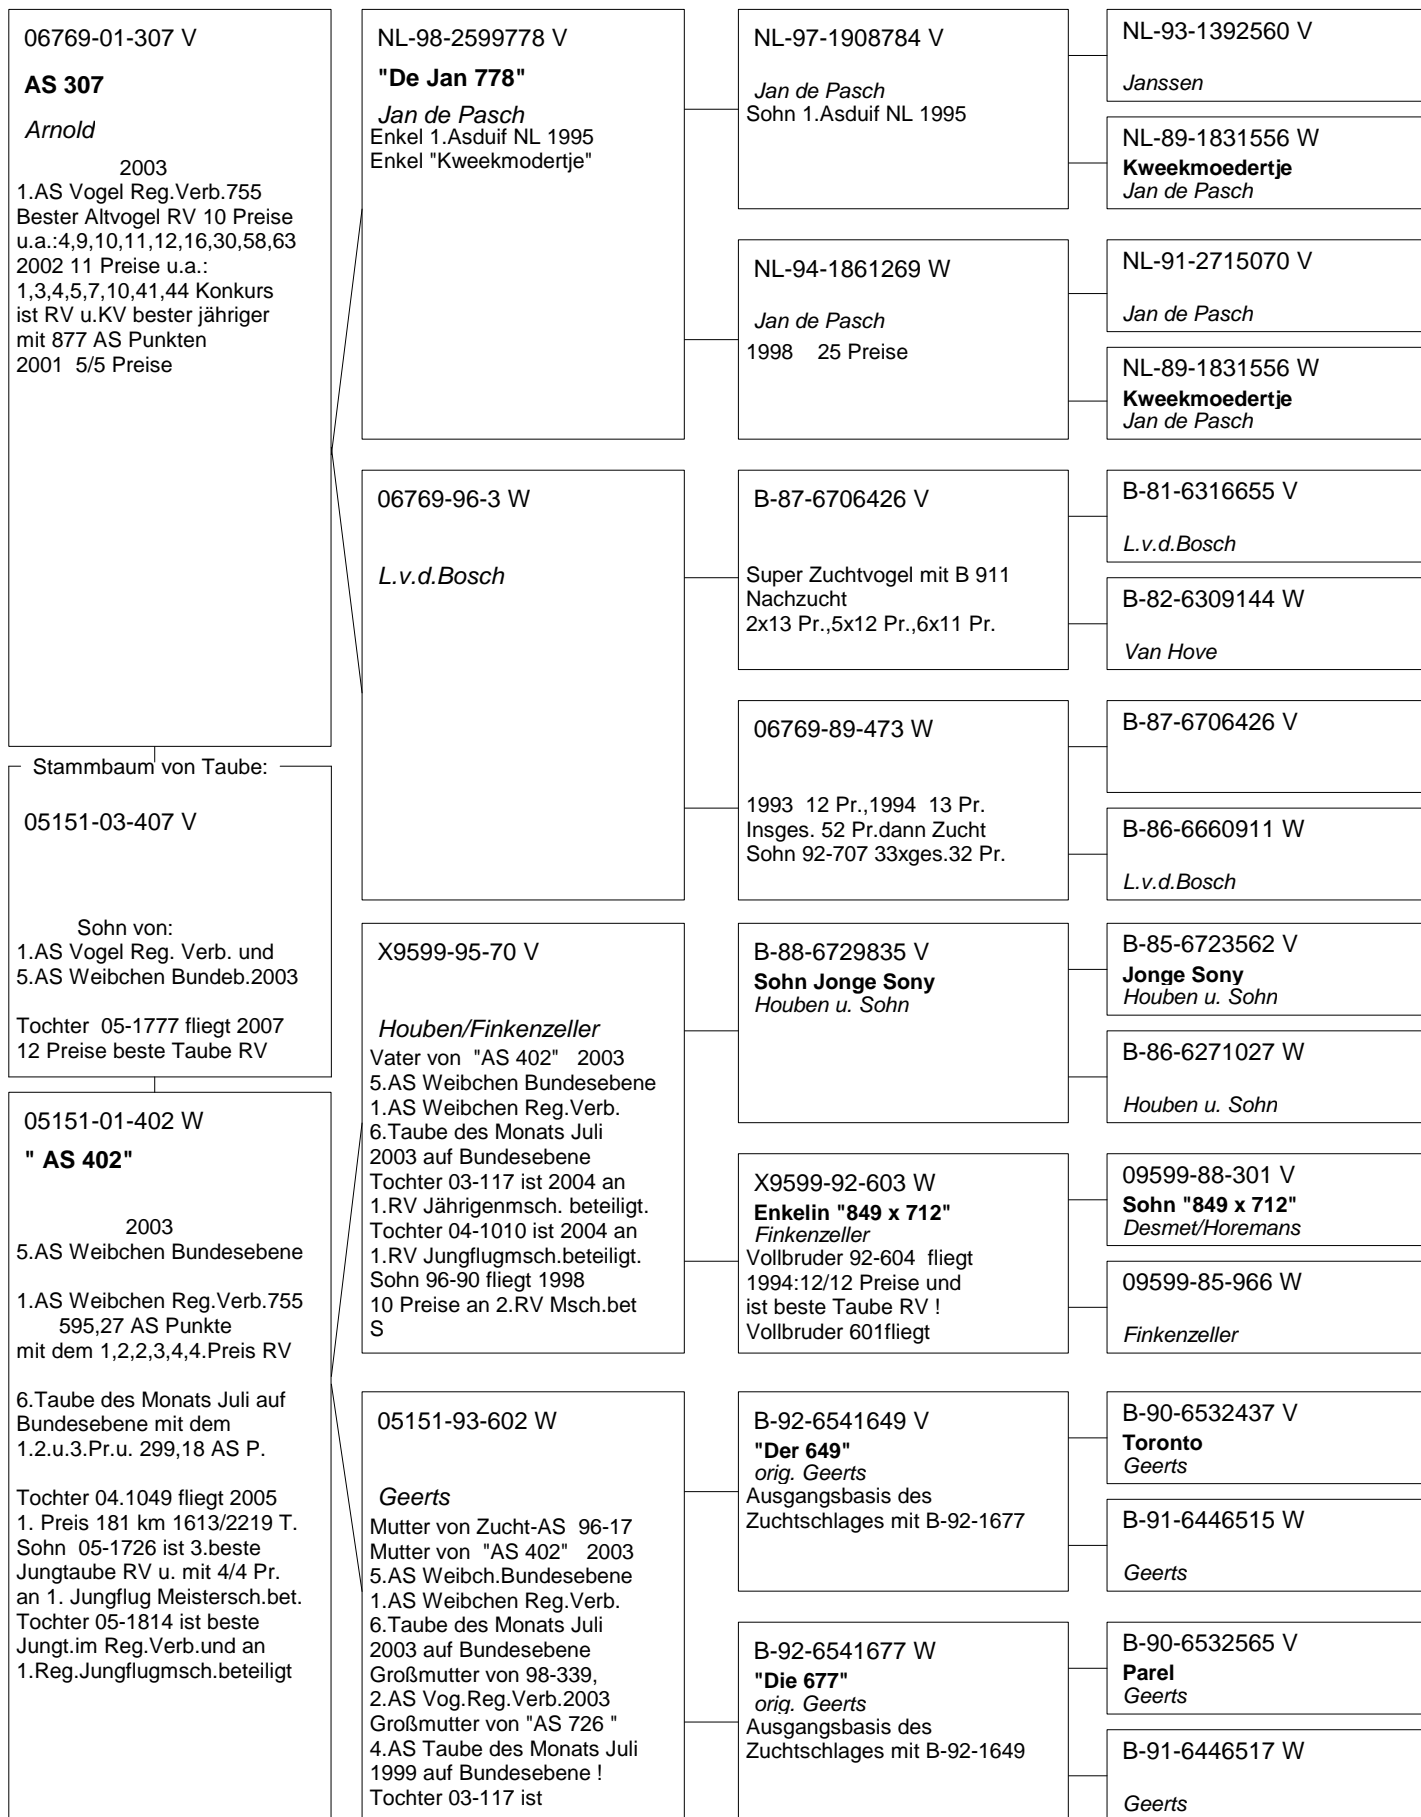 06769-01-307 V
AS 307
Arnold
2003
1.AS Vogel Reg.Verb.755
Bester Altvogel RV 10 Preise
u.a.:4,9,10,11,12,16,30,58,63
2002 11 Preise u.a.:
1,3,4,5,7,10,41,44 Konkurs
ist RV u.KV bester jähriger
mit 877 AS Punkten
2001 5/5 Preise
Stammbaum von Taube:
05151-03-407 V
Sohn von:
1.AS Vogel Reg. Verb. und
5.AS Weibchen Bundeb.2003
Tochter 05-1777 fliegt 2007
12 Preise beste Taube RV
05151-01-402 W
" AS 402"
2003
5.AS Weibchen Bundesebene
1.AS Weibchen Reg.Verb.755
595,27 AS Punkte
mit dem 1,2,2,3,4,4.Preis RV
6.Taube des Monats Juli auf
Bundesebene mit dem
1.2.u.3.Pr.u. 299,18 AS P.
Tochter 04.1049 fliegt 2005
1. Preis 181 km 1613/2219 T.
Sohn 05-1726 ist 3.beste
Jungtaube RV u. mit 4/4 Pr.
an 1. Jungflug Meistersch.bet.
Tochter 05-1814 ist beste
Jungt.im Reg.Verb.und an
1.Reg.Jungflugmsch.beteiligt
NL-98-2599778 V
"De Jan 778"
Jan de Pasch
Enkel 1.Asduif NL 1995
Enkel "Kweekmodertje"
06769-96-3 W
L.v.d.Bosch
X9599-95-70 V
Houben/Finkenzeller
Vater von "AS 402" 2003
5.AS Weibchen Bundesebene
1.AS Weibchen Reg.Verb.
6.Taube des Monats Juli
2003 auf Bundesebene
Tochter 03-117 ist 2004 an
1.RV Jährigenmsch. beteiligt.
Tochter 04-1010 ist 2004 an
1.RV Jungflugmsch.beteiligt.
Sohn 96-90 fliegt 1998
10 Preise an 2.RV Msch.bet
S
05151-93-602 W
Geerts
Mutter von Zucht-AS 96-17
Mutter von "AS 402" 2003
5.AS Weibch.Bundesebene
1.AS Weibchen Reg.Verb.
6.Taube des Monats Juli
2003 auf Bundesebene
Großmutter von 98-339,
2.AS Vog.Reg.Verb.2003
Großmutter von "AS 726 "
4.AS Taube des Monats Juli
1999 auf Bundesebene !
Tochter 03-117 ist
NL-97-1908784 V
Jan de Pasch
Sohn 1.Asduif NL 1995
NL-94-1861269 W
Jan de Pasch
1998 25 Preise
B-87-6706426 V
Super Zuchtvogel mit B 911
Nachzucht
2x13 Pr.,5x12 Pr.,6x11 Pr.
06769-89-473 W
1993 12 Pr.,1994 13 Pr.
Insges. 52 Pr.dann Zucht
Sohn 92-707 33xges.32 Pr.
B-88-6729835 V
Sohn Jonge Sony
Houben u. Sohn
X9599-92-603 W
Enkelin "849 x 712"
Finkenzeller
Vollbruder 92-604 fliegt
1994:12/12 Preise und
ist beste Taube RV !
Vollbruder 601fliegt
B-92-6541649 V
"Der 649"
orig. Geerts
Ausgangsbasis des
Zuchtschlages mit B-92-1677
B-92-6541677 W
"Die 677"
orig. Geerts
Ausgangsbasis des
Zuchtschlages mit B-92-1649
NL-93-1392560 V
Janssen
NL-89-1831556 W
Kweekmoedertje
Jan de Pasch
NL-91-2715070 V
Jan de Pasch
NL-89-1831556 W
Kweekmoedertje
Jan de Pasch
B-81-6316655 V
L.v.d.Bosch
B-82-6309144 W
Van Hove
B-87-6706426 V
B-86-6660911 W
L.v.d.Bosch
B-85-6723562 V
Jonge Sony
Houben u. Sohn
B-86-6271027 W
Houben u. Sohn
09599-88-301 V
Sohn "849 x 712"
Desmet/Horemans
09599-85-966 W
Finkenzeller
B-90-6532437 V
Toronto
Geerts
B-91-6446515 W
Geerts
B-90-6532565 V
Parel
Geerts
B-91-6446517 W
Geerts